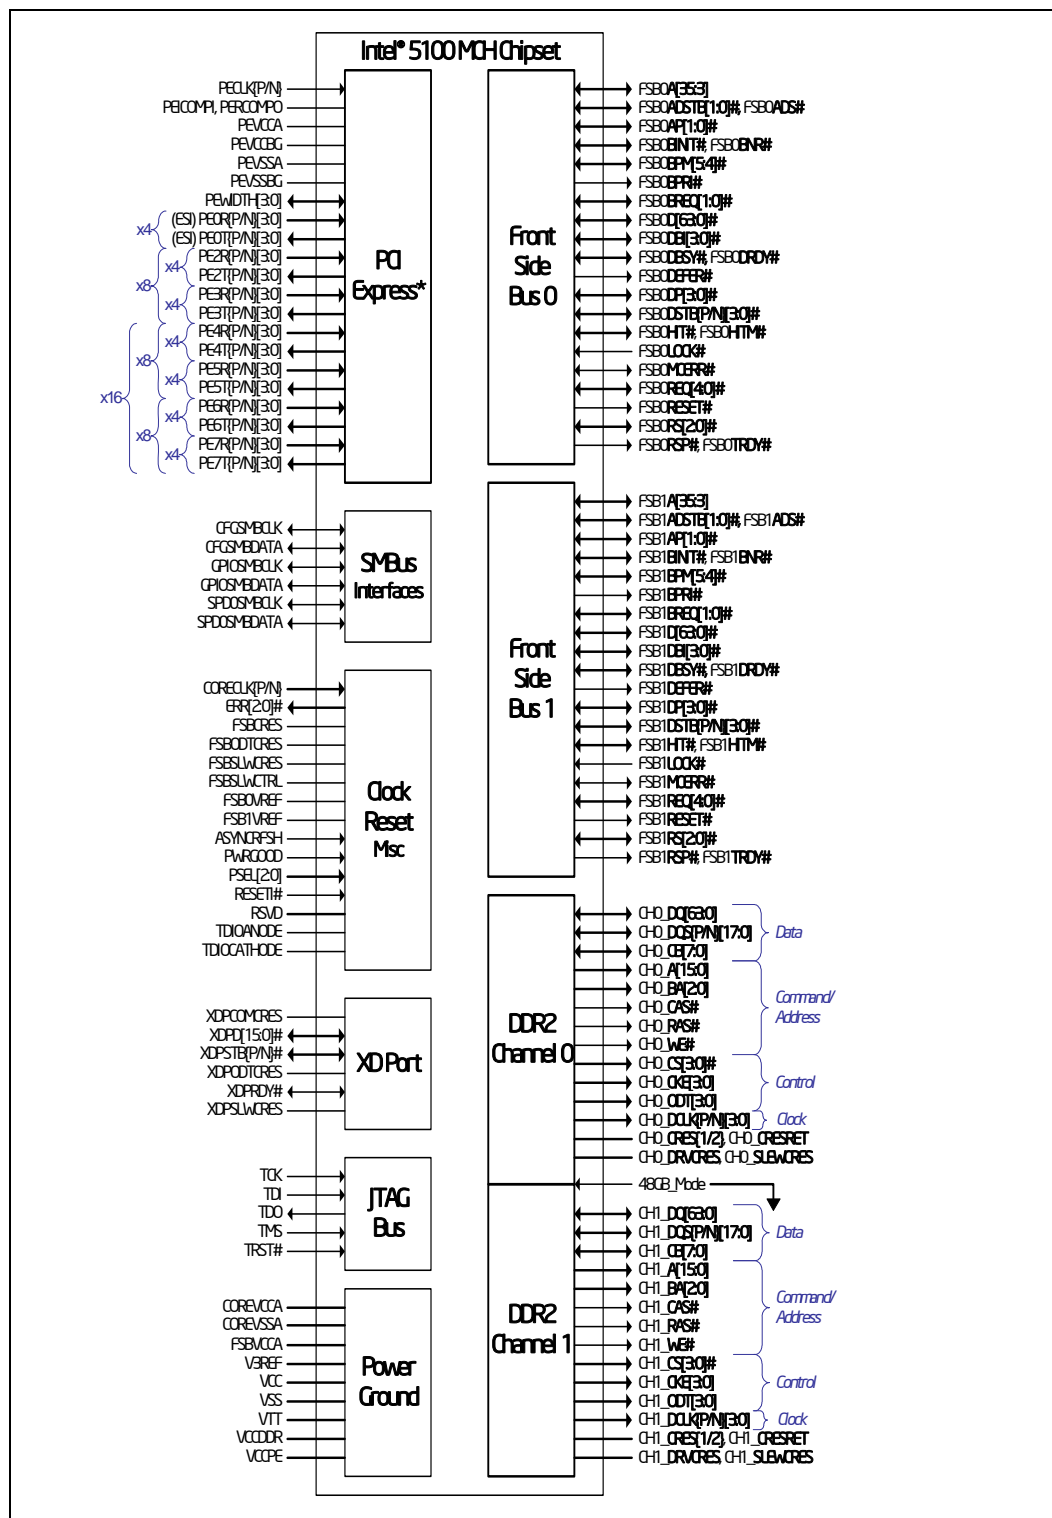 Intel® 5100 MCH Chipset
PECLK{P/N}
PEICOMPI, PERCOMPO
PEVCCA
PEVCCBG
PEVSSA
PEVSSBG
PEWIDTH[3:0]
(ESI) PE0R{P/N}[3:0]
(ESI) PE0T{P/N}[3:0]
PE2R{P/N}[3:0]
PE2T{P/N}[3:0]
PE3R{P/N}[3:0]
PE3T{P/N}[3:0]
PE4R{P/N}[3:0]
PE4T{P/N}[3:0]
PE5R{P/N}[3:0]
PE5T{P/N}[3:0]
PE6R{P/N}[3:0]
PE6T{P/N}[3:0]
PE7R{P/N}[3:0]
PE7T{P/N}[3:0]
x4
x4
x8
x4
x4
x8
x4
x16
x4
x8
x4
PCI
Express*
CFGSMBCLK
CFGSMBDATA
GPIOSMBCLK
GPIOSMBDATA
SPD0SMBCLK
SPD0SMBDATA
SMBus
Interfaces
CORECLK{P/N}
ERR[2:0]#
FSBCRES
FSBODTCRES
FSBSLWCRES
FSBSLWCTRL
FSB0VREF
FSB1VREF
ASYNCRFSH
PWRGOOD
PSEL[2:0]
RESETI#
RSVD
TDIOANODE
TDIOCATHODE
Clock
Reset
Misc
XDPCOMCRES
XDPD[15:0]#
XDPSTB{P/N}#
XDPODTCRES
XDPRDY#
XDPSLWCRES
XD Port
TCK
TDI
TDO
TMS
TRST#
JTAG
Bus
COREVCCA
COREVSSA
FSBVCCA
V3REF
VCC
VSS
VTT
VCCDDR
VCCPE
Power
Ground
Front
Side
Bus 0
FSB0A[35:3]
FSB0ADSTB[1:0]#, FSB0ADS#
FSB0AP[1:0]#
FSB0BINIT#, FSB0BNR#
FSB0BPM[5:4]#
FSB0BPRI#
FSB0BREQ[1:0]#
FSB0D[63:0]#
FSB0DBI[3:0]#
FSB0DBSY#, FSB0DRDY#
FSB0DEFER#
FSB0DP[3:0]#
FSB0DSTB{P/N}[3:0]#
FSB0HIT#, FSB0HITM#
FSB0LOCK#
FSB0MCERR#
FSB0REQ[4:0]#
FSB0RESET#
FSB0RS[2:0]#
FSB0RSP#, FSB0TRDY#
Front
Side
Bus 1
FSB1A[35:3]
FSB1ADSTB[1:0]#, FSB1ADS#
FSB1AP[1:0]#
FSB1BINIT#, FSB1BNR#
FSB1BPM[5:4]#
FSB1BPRI#
FSB1BREQ[1:0]#
FSB1D[63:0]#
FSB1DBI[3:0]#
FSB1DBSY#, FSB1DRDY#
FSB1DEFER#
FSB1DP[3:0]#
FSB1DSTB{P/N}[3:0]#
FSB1HIT#, FSB1HITM#
FSB1LOCK#
FSB1MCERR#
FSB1REQ[4:0]#
FSB1RESET#
FSB1RS[2:0]#
FSB1RSP#, FSB1TRDY#
DDR2
Channel 0
CH0_DQ[63:0]
CH0_DQS{P/N}[17:0]
CH0_CB[7:0]
Data
CH0_A[15:0]
CH0_BA[2:0]
CH0_CAS#
CH0_RAS#
CH0_WE#
Command/
Address
CH0_CS[3:0]#
CH0_CKE[3:0]
CH0_ODT[3:0]
Control
CH0_DCLK{P/N}[3:0]
Clock
CH0_CRES{1/2}, CH0_CRESRET
CH0_DRVCRES, CH0_SLEWCRES
48GB_Mode
DDR2
Channel 1
CH1_DQ[63:0]
CH1_DQS{P/N}[17:0]
CH1_CB[7:0]
Data
CH1_A[15:0]
CH1_BA[2:0]
CH1_CAS#
CH1_RAS#
CH1_WE#
Command/
Address
CH1_CS[3:0]#
CH1_CKE[3:0]
CH1_ODT[3:0]
Control
CH1_DCLK{P/N}[3:0]
Clock
CH1_CRES{1/2}, CH1_CRESRET
CH1_DRVCRES, CH1_SLEWCRES